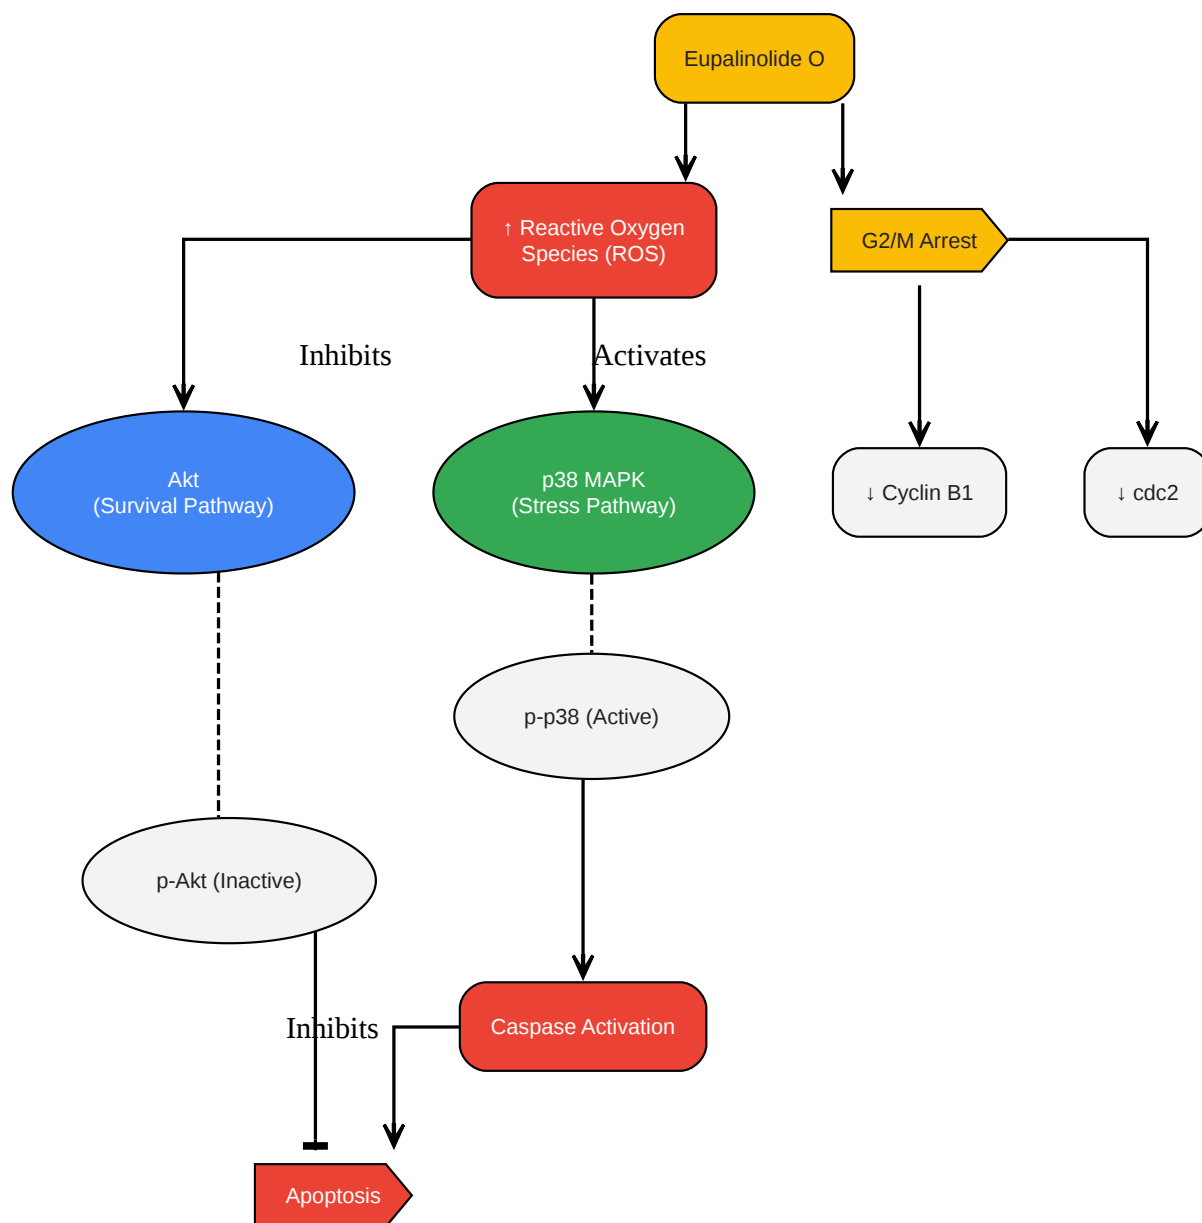 Eupalinolide O
↑ Reactive Oxygen
Species (ROS)
G2/M Arrest
Inhibits
Activates
Akt
(Survival Pathway)
p38 MAPK
(Stress Pathway)
↓ Cyclin B1
↓ cdc2
p-p38 (Active)
p-Akt (Inactive)
Inhibits
Caspase Activation
Apoptosis